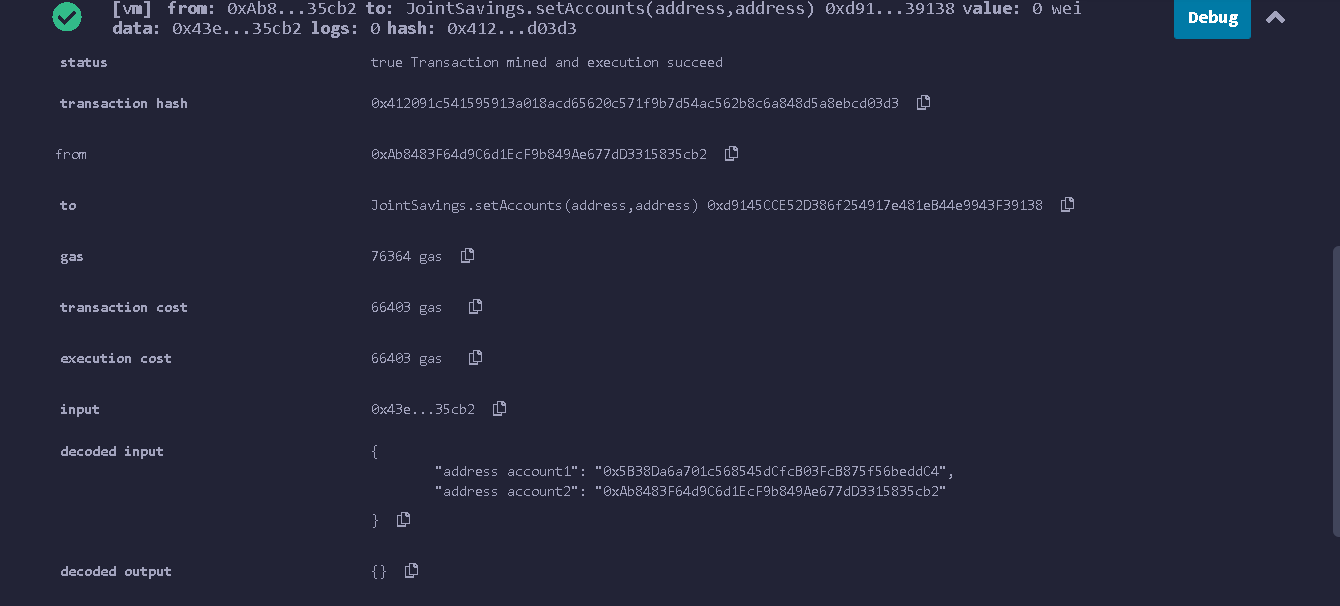 [vm] from: 0xAb8...35cb2 to: JointSavings.setAccounts(address,address) 0xd91...39138 value: 0 wei
data: 0x43e...35cb2 logs: 0 hash: 0x412...d03d3
Debug
status true Transaction mined and execution succeed
transaction hash 0x412091c541595913a018acd65620c571f9b7d54ac562b8c6a848d5a8ebcd03d3
from 0xAb8483F64d9C6d1EcF9b849Ae677dD3315835cb2
to JointSavings.setAccounts(address,address) 0xd9145CCE52D386f254917e481eB44e9943F39138
gas 76364 gas
transaction cost 66403 gas
execution cost 66403 gas
input 0x43e...35cb2
decoded input {
"address account1": "0x5B38Da6a701c568545dCfcB03FcB875f56beddC4",
"address account2": "0xAb8483F64d9C6d1EcF9b849Ae677dD3315835cb2"
}
decoded output {}